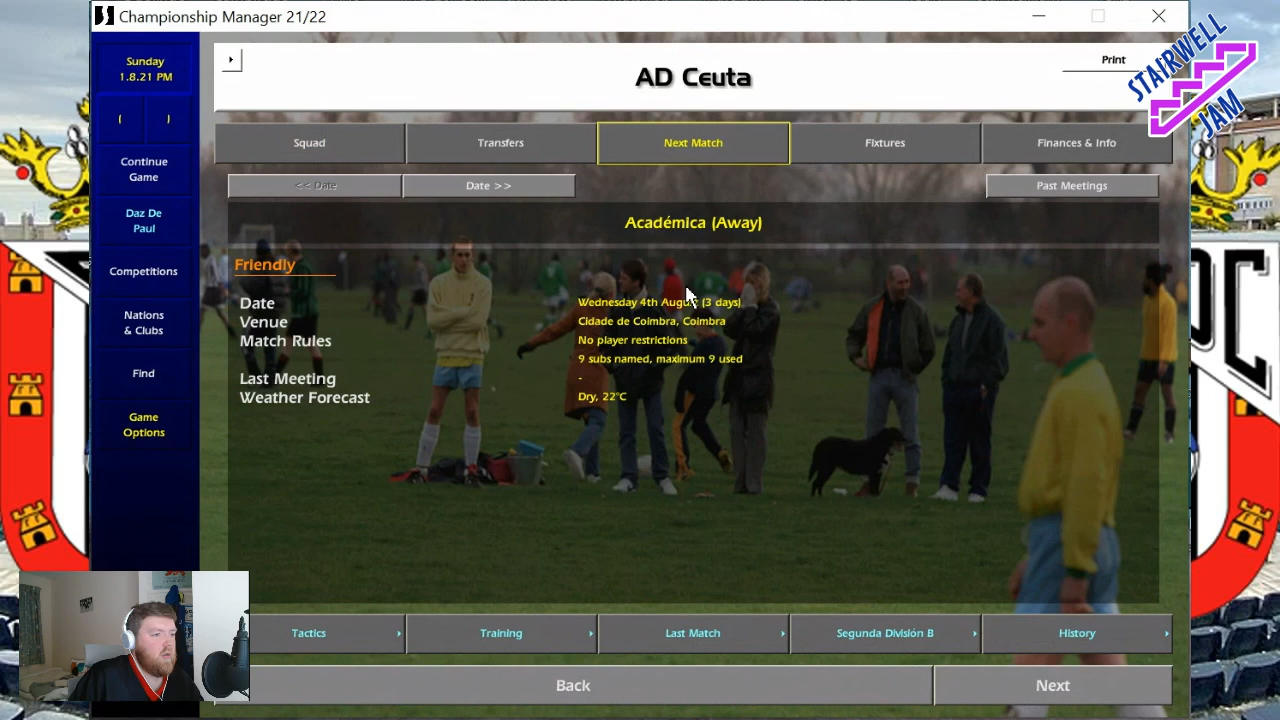 Championship Manager 21/22
STAIRWELL
JAM
Sunday
1.8.21 PM
Continue
Game
Daz De
Paul
Competitions
Nations
& Clubs
Find
Game
Options
AD Ceuta
Print
Squad
Transfers
Next Match
Fixtures
Finances & Info
<< Date
Date >>
Past Meetings
Académica (Away)
Friendly
Date
Wednesday 4th August (3 days)
Venue
Cidade de Coimbra, Coimbra
Match Rules
No player restrictions
9 subs named, maximum 9 used
Last Meeting
-
Weather Forecast
Dry, 22°C
Tactics
Training
Last Match
Segunda División B
History
Back
Next